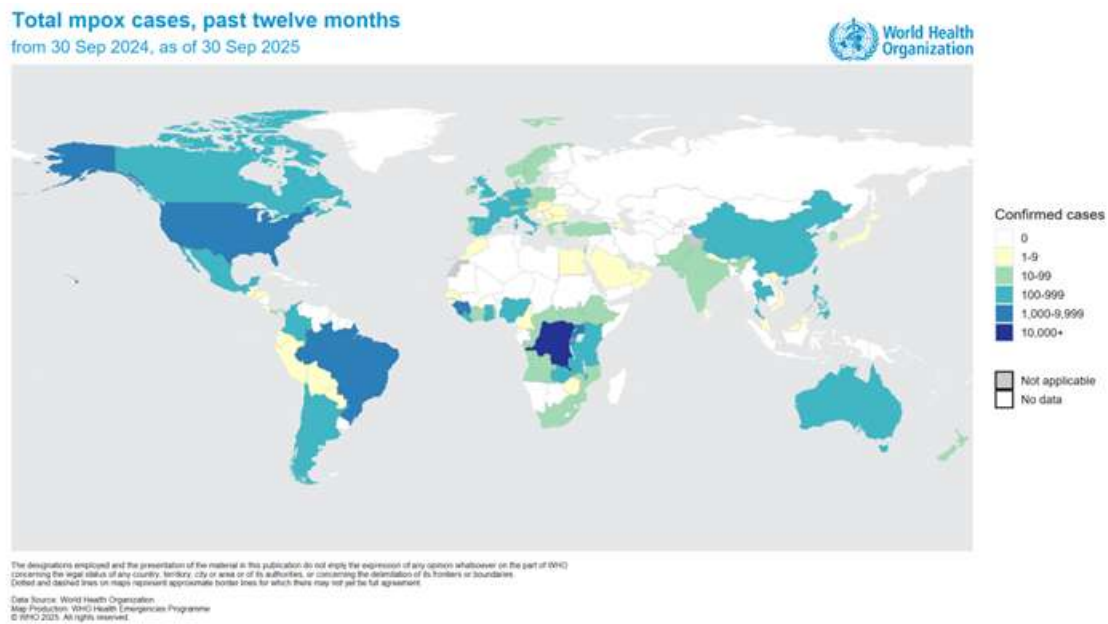 Total mpox cases, past twelve months
from 30 Sep 2024, as of 30 Sep 2025
World Health
Organization
Confirmed cases
0
1-9
10-99
100-999
1,000-9,999
10,000+
Not applicable
No data
The designations employed and the presentation of the material in this publication do not imply the expression of any opinion whatsoever on the part of WHO
concerning the legal status of any country, territory, city or area or of its authorities, or concerning the delimitation of its frontiers or boundaries.
Dotted and dashed lines on maps represent approximate border lines for which there may not yet be full agreement.
Data Source: World Health Organization
Map Production: WHO Health Emergencies Programme
© WHO 2025. All rights reserved.